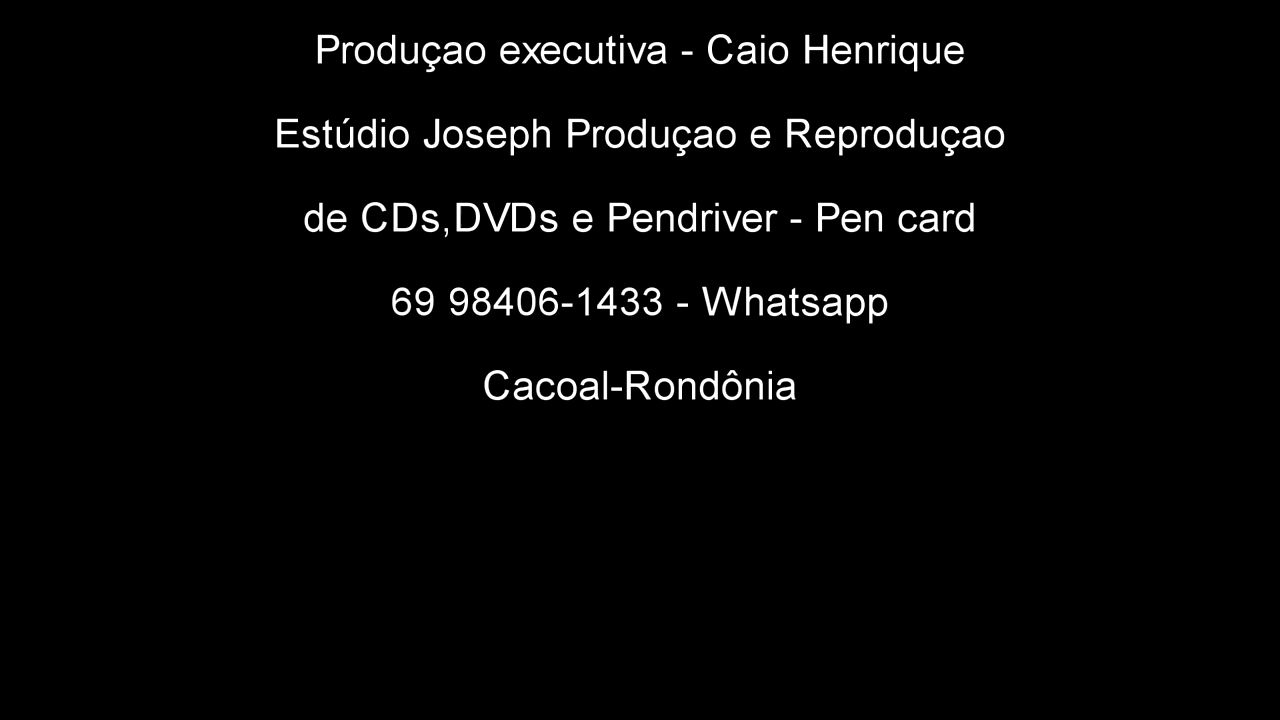 Produçao executiva - Caio Henrique
Estúdio Joseph Produçao e Reproduçao
de CDs,DVDs e Pendriver - Pen card
69 98406-1433 - Whatsapp
Cacoal-Rondônia